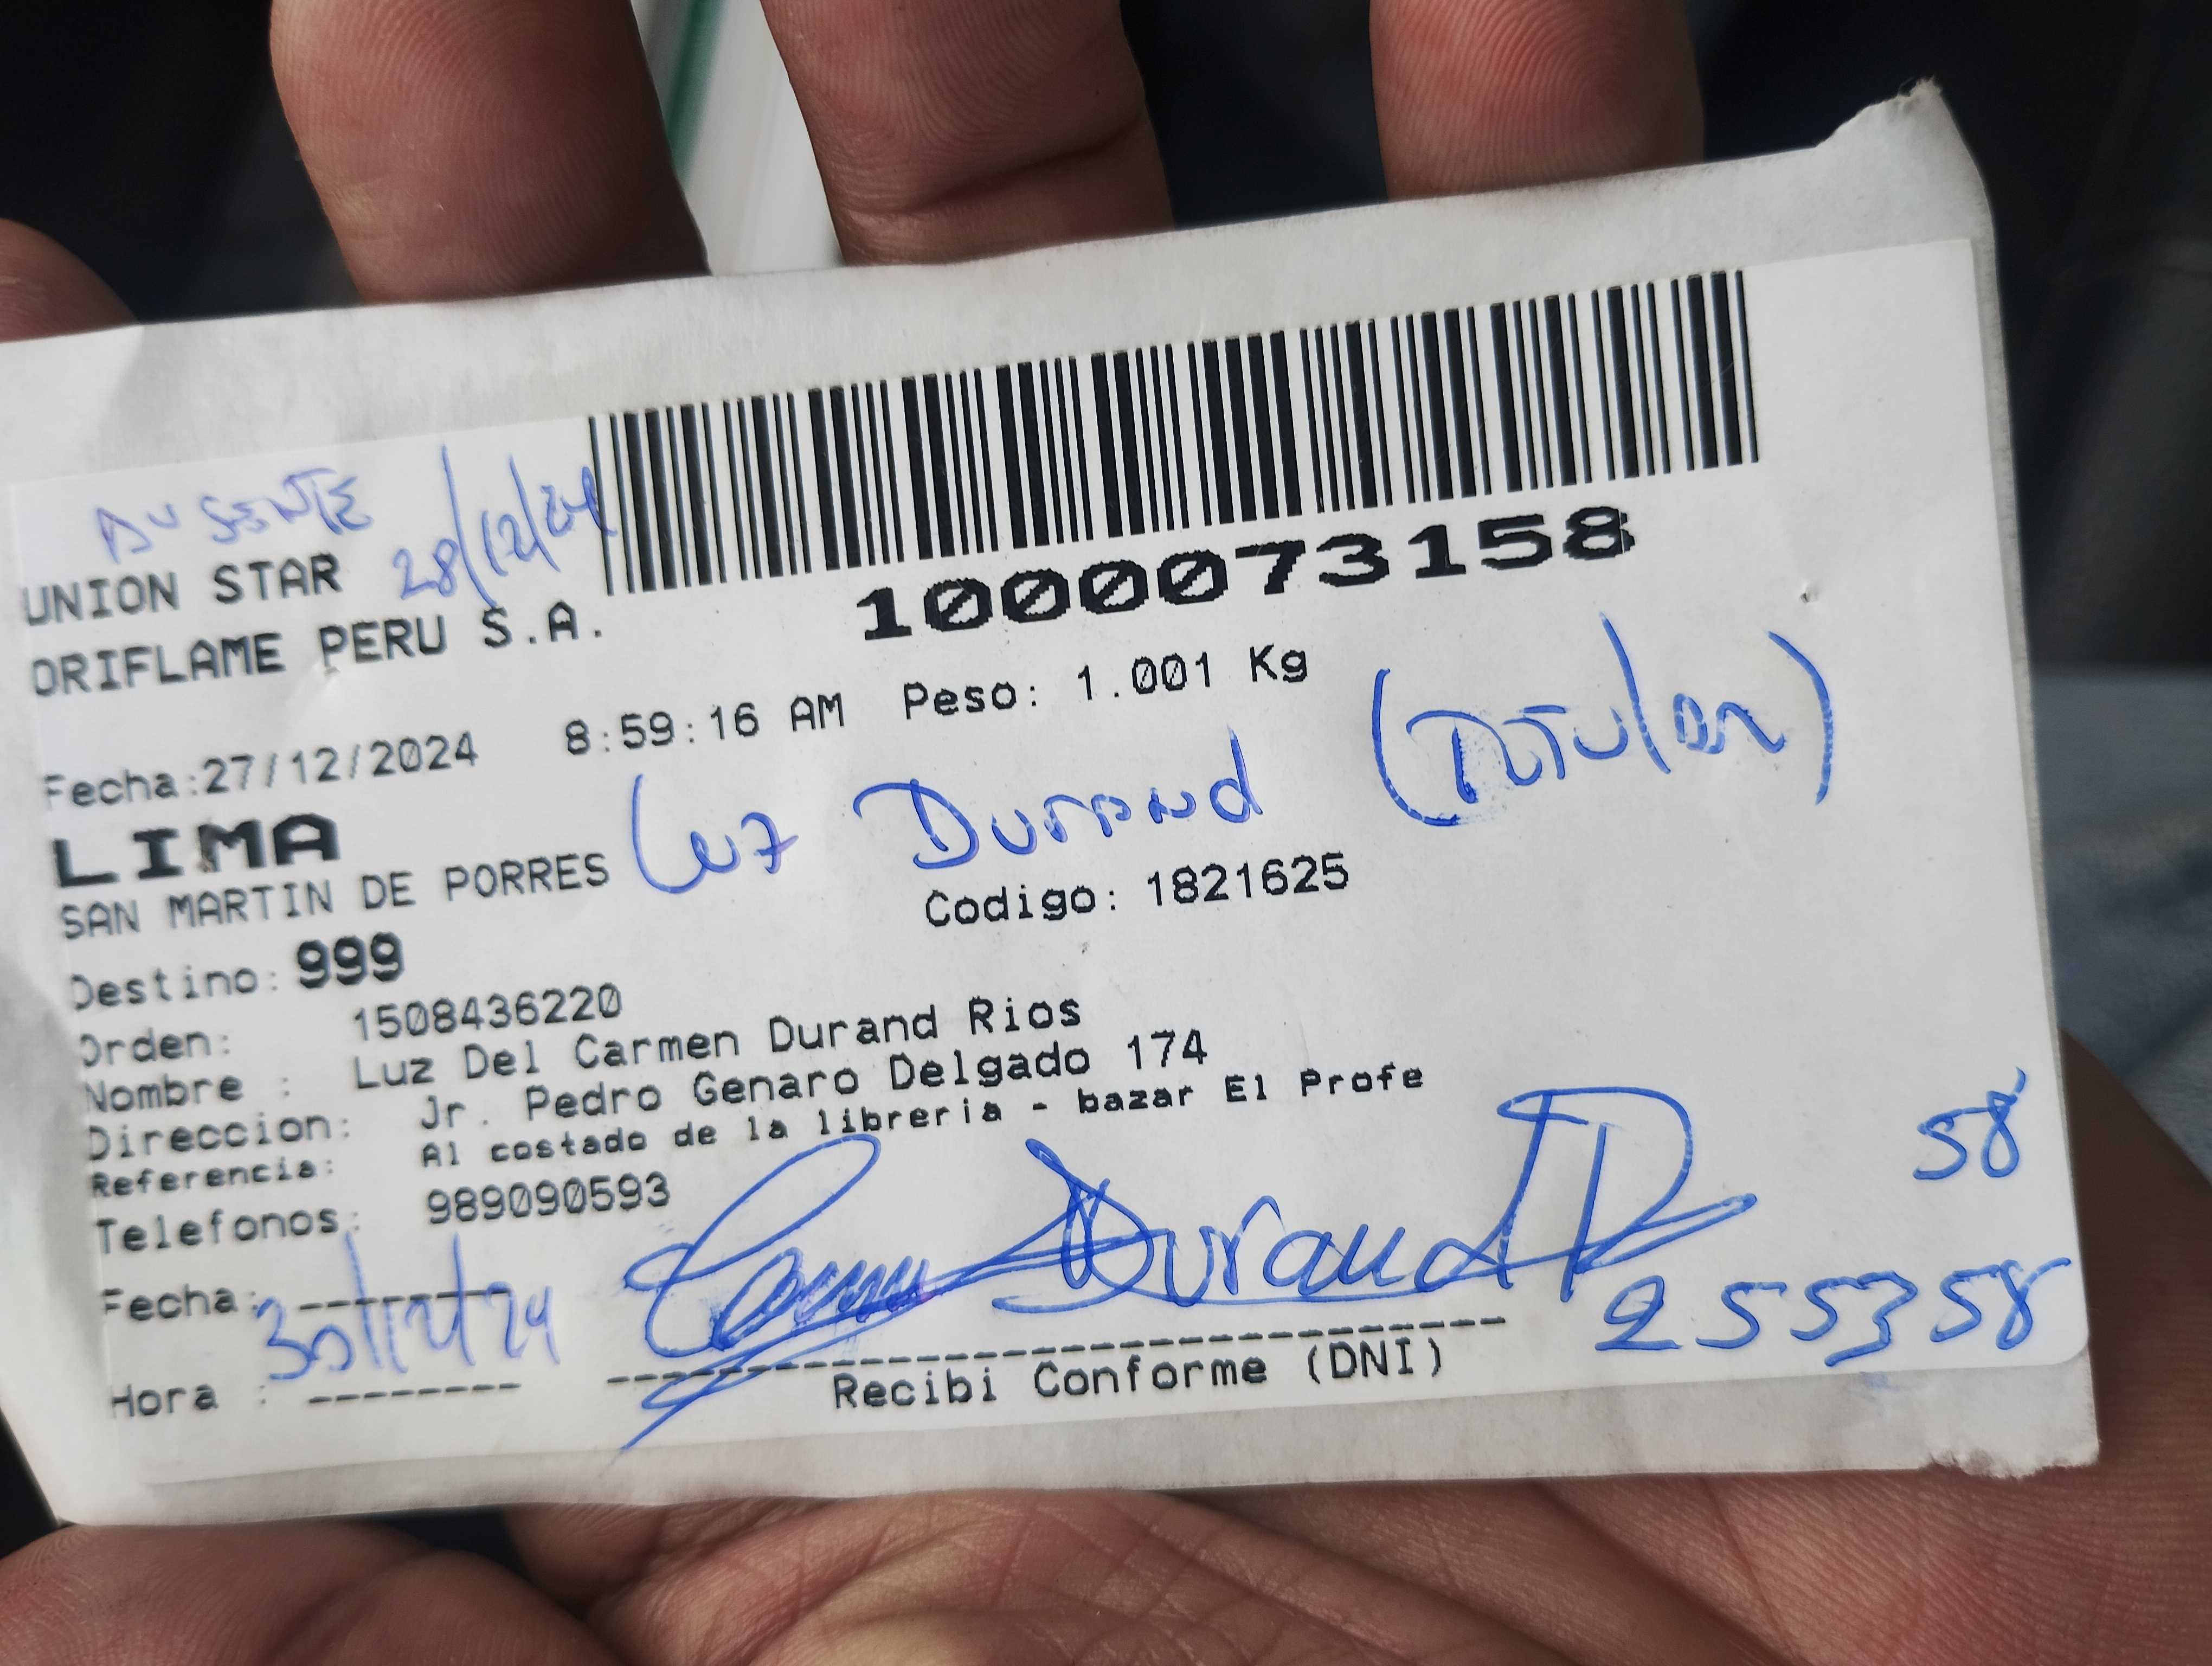 AUSENTE
28/12/24
UNION STAR
ORIFLAME PERU S.A.
1000073158
Fecha:27/12/2024 8:59:16 AM Peso: 1.001 Kg
LIMA
SAN MARTIN DE PORRES
Luz Durand (Titular)
Codigo: 1821625
Destino: 999
Orden: 1508436220
Nombre : Luz Del Carmen Durand Rios
Direccion: Jr. Pedro Genaro Delgado 174
Referencia: Al costado de la libreria - bazar El Profe
Telefonos: 989090593
58
Fecha: 30/12/24
Durand
255358
Hora : --------
Recibi Conforme (DNI)